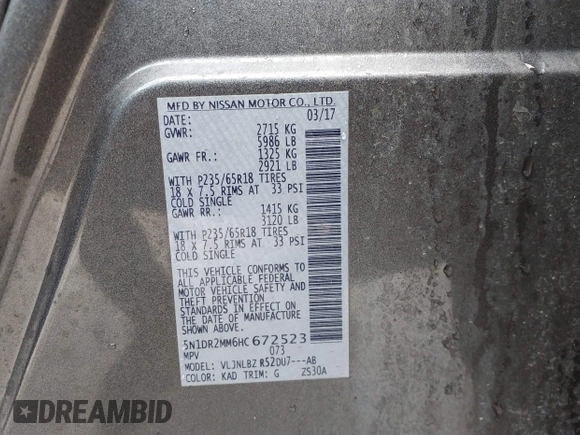 MFD BY NISSAN MOTOR CO., LTD.
DATE: 03/17
GVWR: 2715 KG
5986 LB
GAWR FR.: 1325 KG
2921 LB
WITH P235/65R18 TIRES
18 X 7.5 RIMS AT 33 PSI
COLD SINGLE
GAWR RR.: 1415 KG
3120 LB
WITH P235/65R18 TIRES
18 X 7.5 RIMS AT 33 PSI
COLD SINGLE
THIS VEHICLE CONFORMS TO
ALL APPLICABLE FEDERAL
MOTOR VEHICLE SAFETY AND
THEFT PREVENTION
STANDARDS IN EFFECT ON
THE DATE OF MANUFACTURE
SHOWN ABOVE.
5N1DR2MM6HC672523
MPV 073
MODEL: VLJNLBZ R52DU7---AB
COLOR: KAD TRIM: G ZS30A
DREAMBID